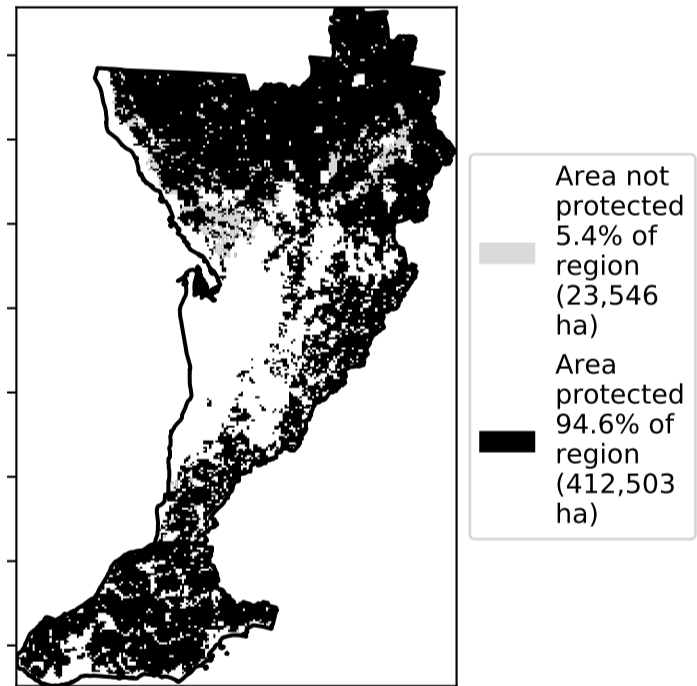 Area not
protected
5.4% of
region
(23,546
ha)
Area
protected
94.6% of
region
(412,503
ha)